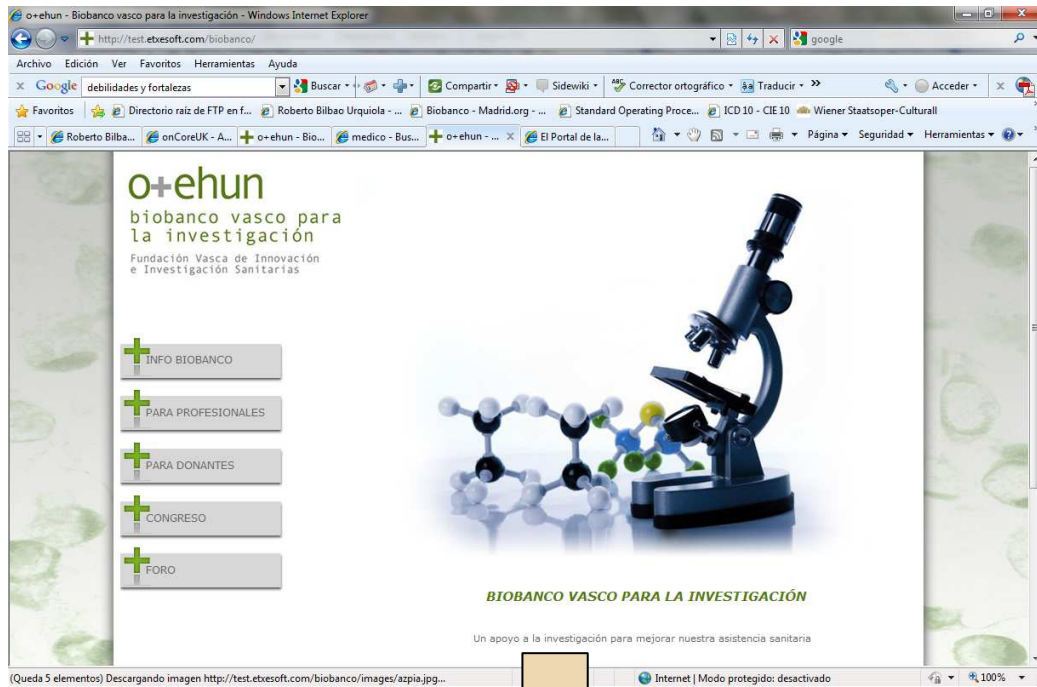 o+ehun - Biobanco vasco para la investigación - Windows Internet Explorer
http://test.etxesoft.com/biobanco/
google
Archivo Edición Ver Favoritos Herramientas Ayuda
x Google debilidades y fortalezas Buscar Compartir Sidewiki Corrector ortográfico Traducir >> Acceder x
Favoritos Directorio raíz de FTP en f... Roberto Bilbao Urquiola - ... Biobanco - Madrid.org - ... Standard Operating Proce... ICD 10 - CIE 10 Wiener Staatsoper-Culturall
Roberto Bilba... onCoreUK - A... o+ehun - Bio... medico - Bus... o+ehun - ... x El Portal de la... Página Seguridad Herramientas
o+ehun
biobanco vasco para
la investigación
Fundación Vasca de Innovación
e Investigación Sanitarias
INFO BIOBANCO
PARA PROFESIONALES
PARA DONANTES
CONGRESO
FORO
BIOBANCO VASCO PARA LA INVESTIGACIÓN
Un apoyo a la investigación para mejorar nuestra asistencia sanitaria
(Queda 5 elementos) Descargando imagen http://test.etxesoft.com/biobanco/images/azpia.jpg... Internet | Modo protegido: desactivado 100%